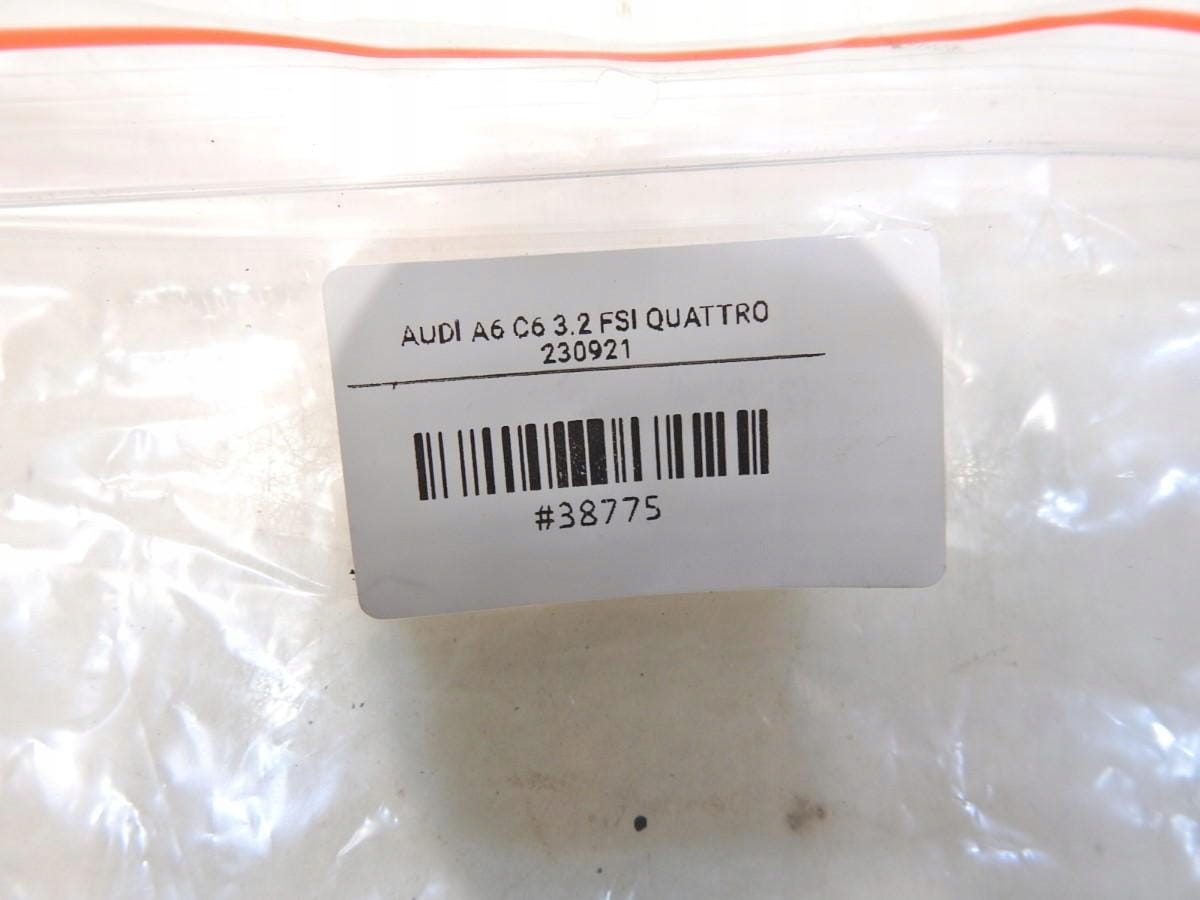 AUDI A6 C6 3.2 FSI QUATTRO
230921
#38775